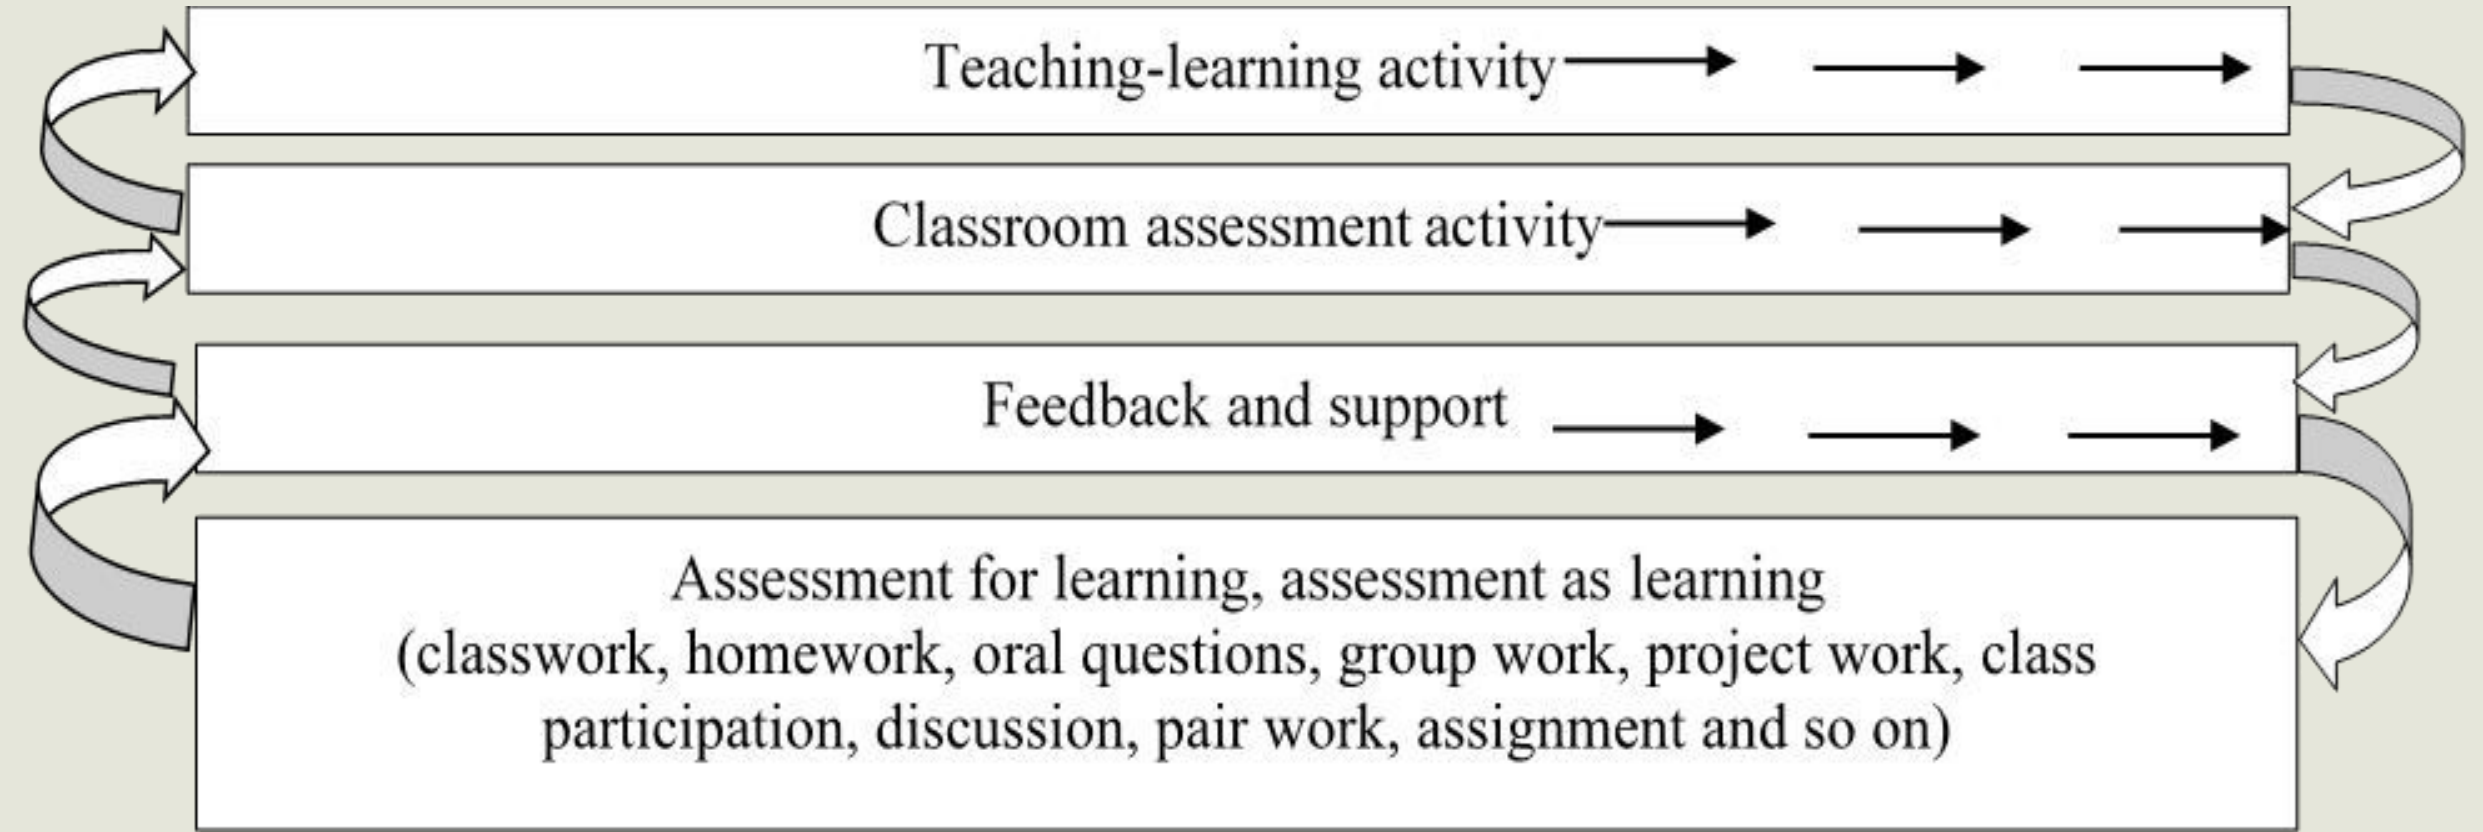 Teaching-learning activity
Classroom assessment activity
Feedback and support
Assessment for learning, assessment as learning
(classwork, homework, oral questions, group work, project work, class
participation, discussion, pair work, assignment and so on)